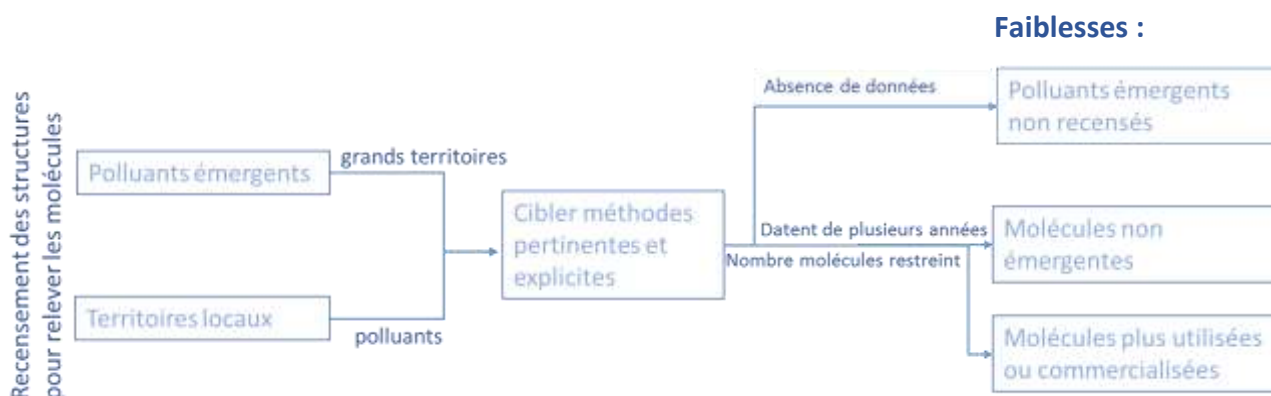 Faiblesses :
Recensement des structures
pour relever les molécules
Polluants émergents
grands territoires
Territoires locaux
polluants
Cibler méthodes
pertinentes et
explicites
Absence de données
Datent de plusieurs années
Nombre molécules restreint
Polluants émergents
non recensés
Molécules non
émergentes
Molécules plus utilisées
ou commercialisées